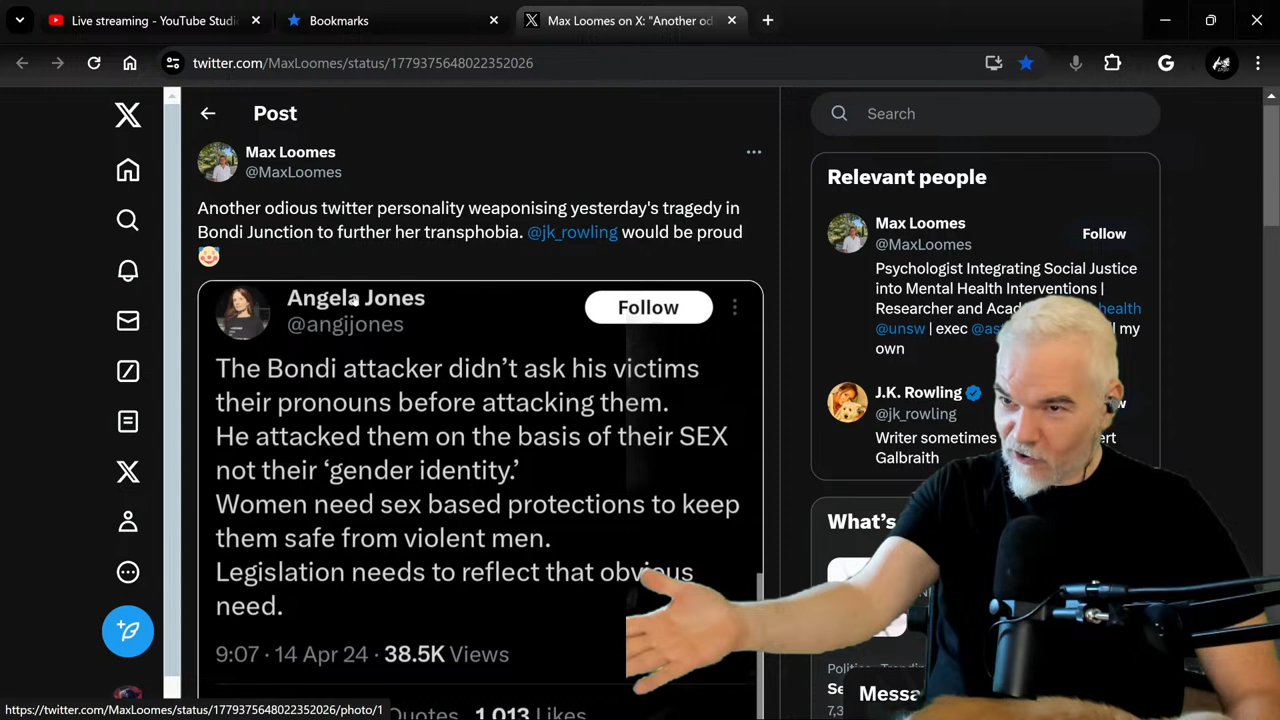 Live streaming - YouTube Studi
Bookmarks
Max Loomes on X: "Another od
twitter.com/MaxLoomes/status/1779375648022352026
Post
Search
Max Loomes
@MaxLoomes
Another odious twitter personality weaponising yesterday's tragedy in
Bondi Junction to further her transphobia. @jk_rowling would be proud
Angela Jones
@angijones
Follow
The Bondi attacker didn't ask his victims
their pronouns before attacking them.
He attacked them on the basis of their SEX
not their 'gender identity.'
Women need sex based protections to keep
them safe from violent men.
Legislation needs to reflect that obvious
need.
9:07 · 14 Apr 24 · 38.5K Views
Quotes 1,013 Likes
Relevant people
Max Loomes
@MaxLoomes
Follow
Psychologist Integrating Social Justice
into Mental Health Interventions |
Researcher and health
@unsw | exec my
own
J.K. Rowling
@jk_rowling
Writer sometimes
Galbraith
What's
Messa
https://twitter.com/MaxLoomes/status/1779375648022352026/photo/1